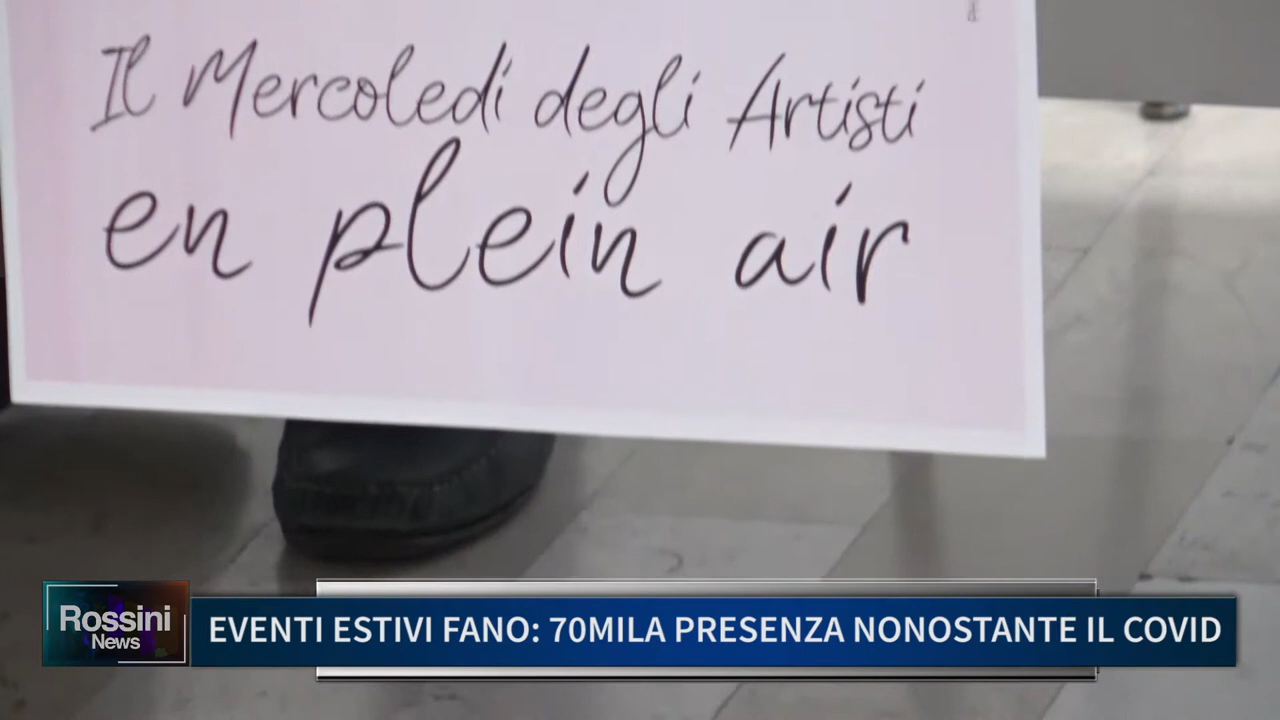 Il Mercoledì degli Artisti
en plein air
Rossini
News
EVENTI ESTIVI FANO: 70MILA PRESENZA NONOSTANTE IL COVID